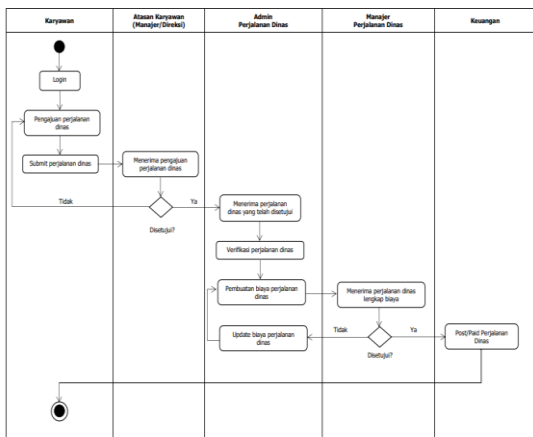 Karyawan
Atasan Karyawan
(Manajer/Direksi)
Admin
Perjalanan Dinas
Manajer
Perjalanan Dinas
Keuangan
Login
Pengajuan perjalanan
dinas
Submit perjalanan dinas
Menerima pengajuan
perjalanan dinas
Tidak
Ya
Disetujui?
Menerima perjalanan
dinas yang telah disetujui
Verifikasi perjalanan dinas
Pembuatan biaya perjalanan
dinas
Menerima perjalanan dinas
lengkap biaya
Update biaya perjalanan
dinas
Tidak
Ya
Disetujui?
Post/Paid Perjalanan
Dinas